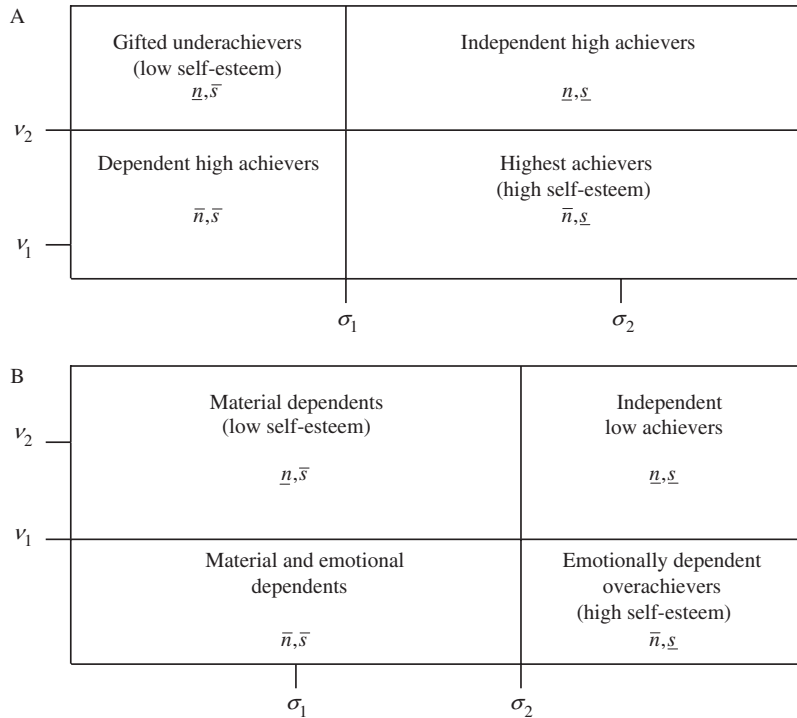 A
Gifted underachievers
(low self-esteem)
n̲,s̅
Independent high achievers
n̲,s̲
ν₂
Dependent high achievers
n̅,s̅
Highest achievers
(high self-esteem)
n̅,s̲
ν₁
σ₁
σ₂
B
Material dependents
(low self-esteem)
n̲,s̅
Independent
low achievers
n̲,s̲
ν₂
ν₁
Material and emotional
dependents
n̅,s̅
Emotionally dependent
overachievers
(high self-esteem)
n̅,s̲
σ₁
σ₂